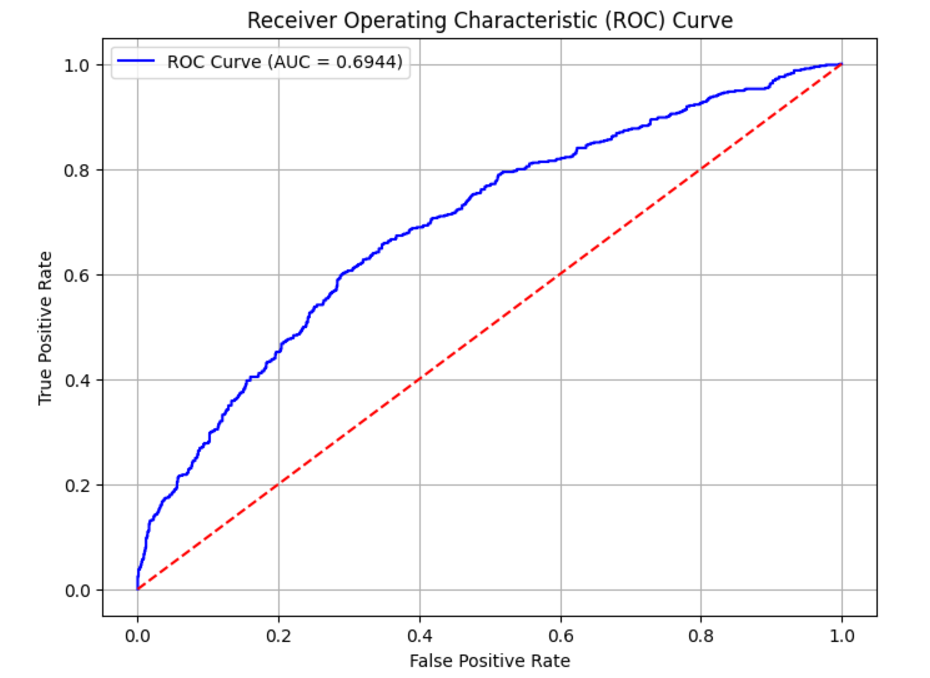 Receiver Operating Characteristic (ROC) Curve
ROC Curve (AUC = 0.6944)
True Positive Rate
1.0
0.8
0.6
0.4
0.2
0.0
0.0 0.2 0.4 0.6 0.8 1.0
False Positive Rate